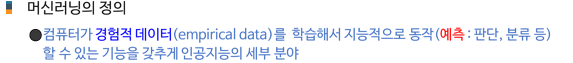 머신러닝의 정의
●컴퓨터가 경험적 데이터(empirical data)를 학습해서 지능적으로 동작(예측 : 판단, 분류 등)
할 수 있는 기능을 갖추게 인공지능의 세부 분야